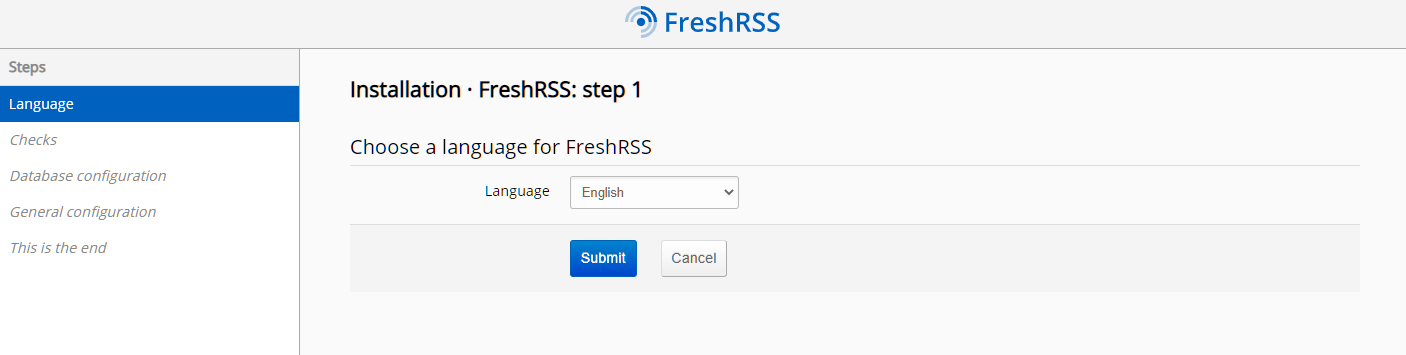 FreshRSS
Steps
Language
Checks
Database configuration
General configuration
This is the end
Installation · FreshRSS: step 1
Choose a language for FreshRSS
Language English
Submit Cancel